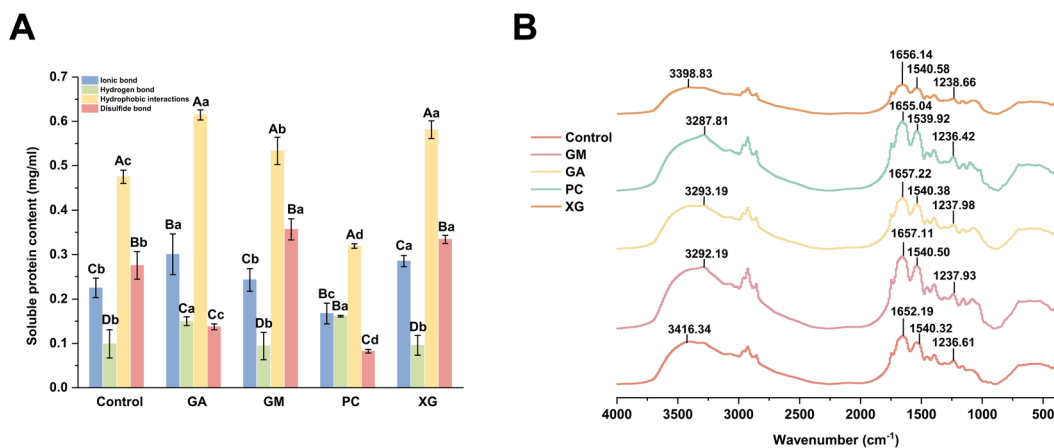 A
Soluble protein content (mg/ml)
0.7
0.6
0.5
0.4
0.3
0.2
0.1
0.0
Ionic bond
Hydrogen bond
Hydrophobic interactions
Disulfide bond
Cb Db Ac Bb
Ba Ca Aa Cc
Cb Db Ab Ba
Bc Ba Ad Cd
Ca Db Aa Ba
Control GA GM PC XG
B
Control
GM
GA
PC
XG
3398.83 1656.14 1540.58 1238.66
3287.81 1655.04 1539.92 1236.42
3293.19 1657.22 1540.38 1237.98
3292.19 1657.11 1540.50 1237.93
3416.34 1652.19 1540.32 1236.61
4000 3500 3000 2500 2000 1500 1000 500
Wavenumber (cm⁻¹)